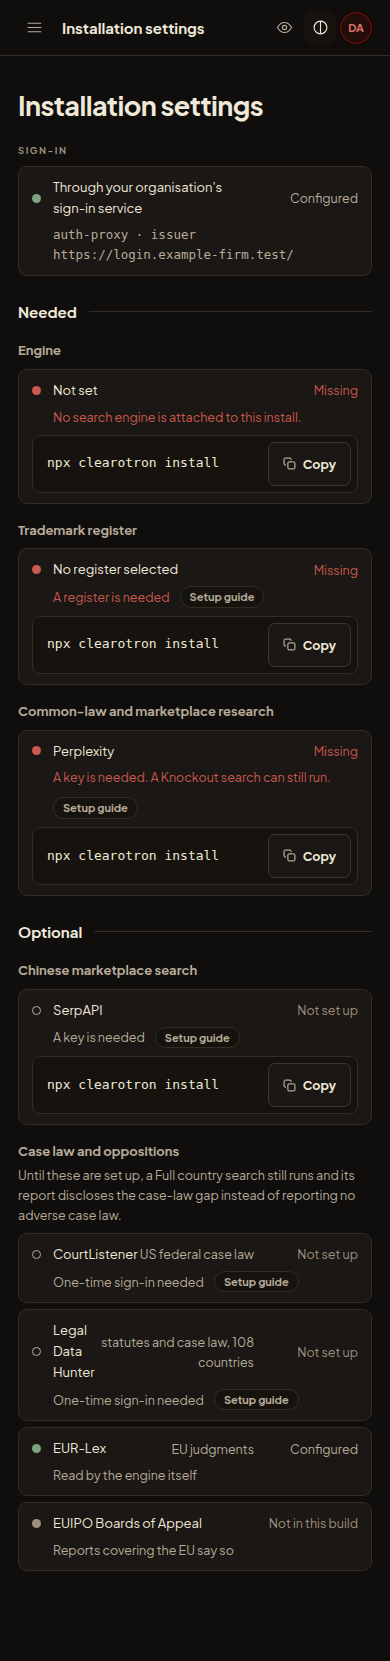 Installation settings
DA
Installation settings
SIGN-IN
Through your organisation's
sign-in service
Configured
auth-proxy · issuer
https://login.example-firm.test/
Needed
Engine
Not set
Missing
No search engine is attached to this install.
npx clearotron install
Copy
Trademark register
No register selected
Missing
A register is needed
Setup guide
npx clearotron install
Copy
Common-law and marketplace research
Perplexity
Missing
A key is needed. A Knockout search can still run.
Setup guide
npx clearotron install
Copy
Optional
Chinese marketplace search
SerpAPI
Not set up
A key is needed
Setup guide
npx clearotron install
Copy
Case law and oppositions
Until these are set up, a Full country search still runs and its
report discloses the case-law gap instead of reporting no
adverse case law.
CourtListener US federal case law
Not set up
One-time sign-in needed
Setup guide
Legal
Data
Hunter
statutes and case law, 108
countries
Not set up
One-time sign-in needed
Setup guide
EUR-Lex
EU judgments
Configured
Read by the engine itself
EUIPO Boards of Appeal
Not in this build
Reports covering the EU say so